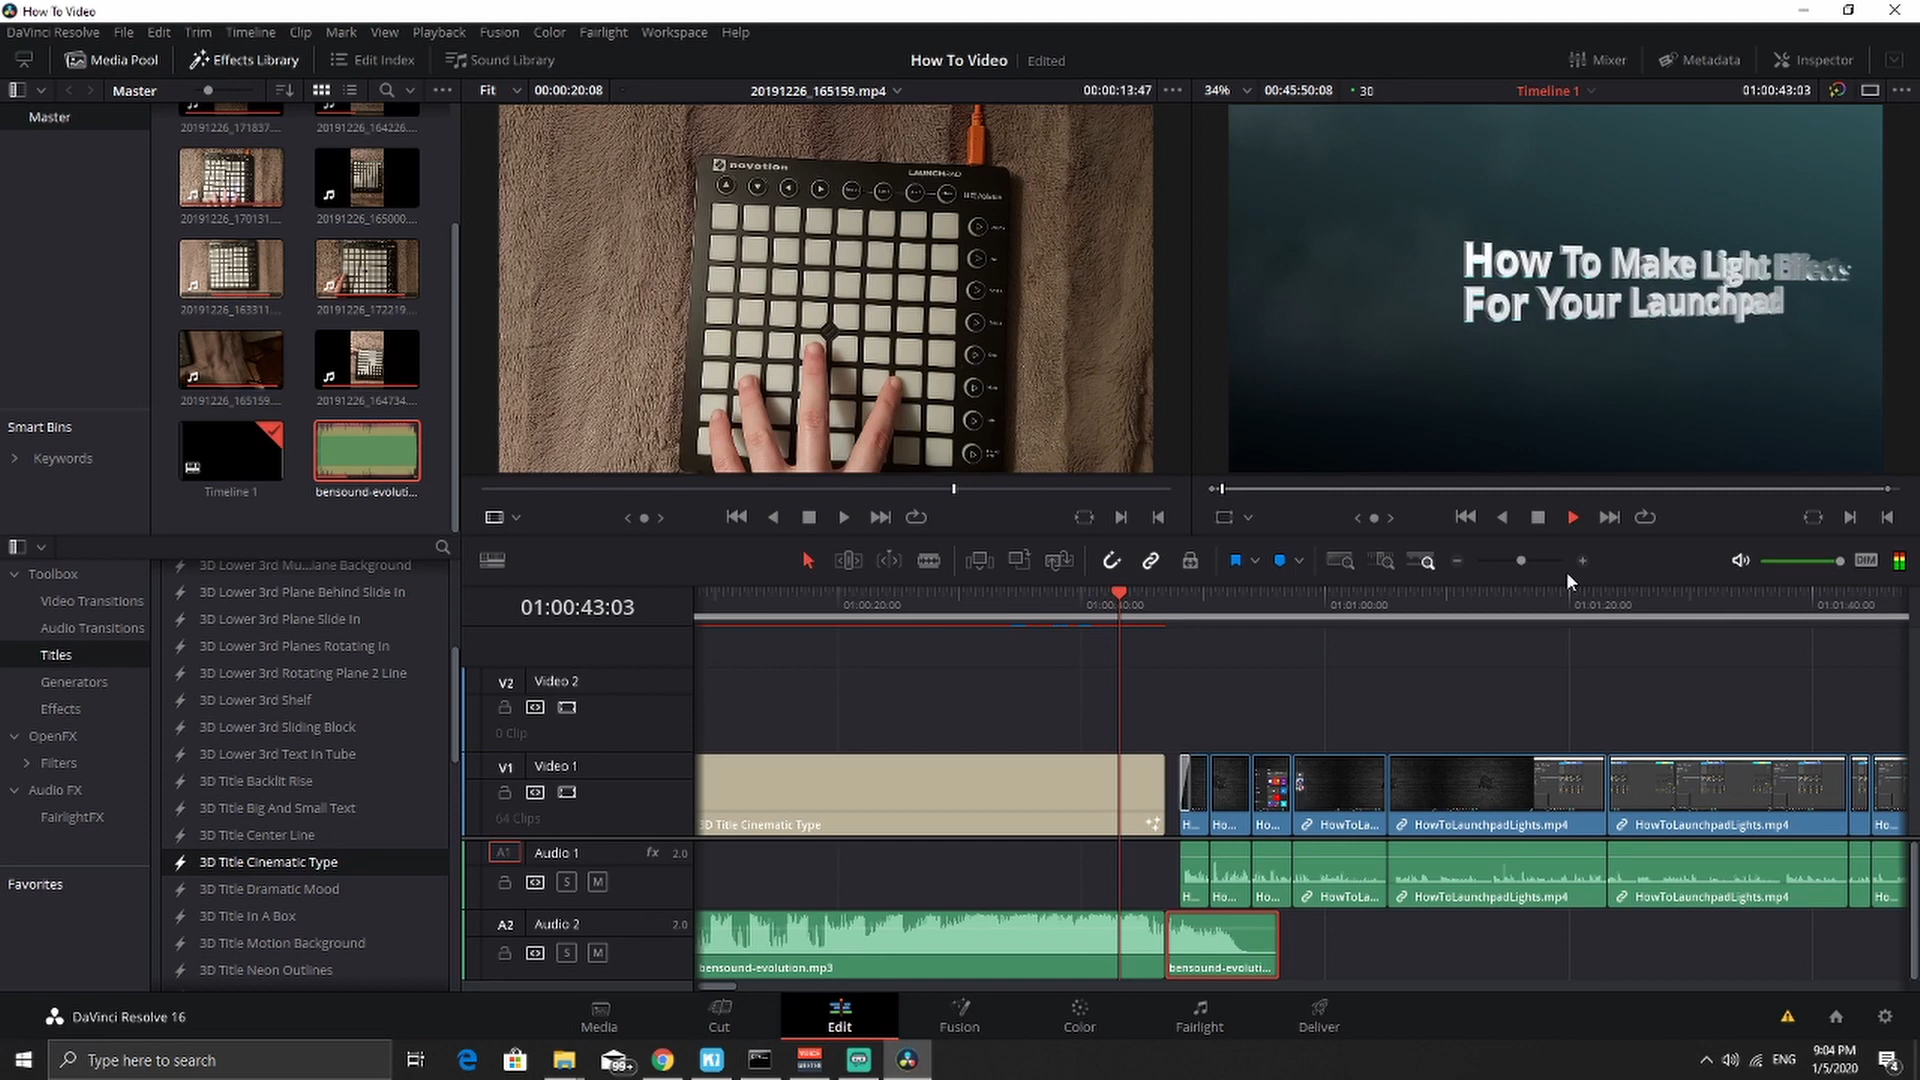 How To Video
DaVinci Resolve File Edit Trim Timeline Clip Mark View Playback Fusion Color Fairlight Workspace Help
Media Pool Effects Library Edit Index Sound Library How To Video Edited Mixer Metadata Inspector
Master Fit 00:00:20:08 20191226_165159.mp4 00:00:13:47 34% 00:45:50:08 30 Timeline 1 01:00:43:03
Master
20191226_171837.... 20191226_164226....
20191226_170131.... 20191226_165000....
20191226_163311.... 20191226_172219....
20191226_165159.... 20191226_164734....
Timeline 1 bensound-evoluti...
Smart Bins
Keywords
novation
LAUNCHPAD
How To Make Light Effects
For Your Launchpad
Toolbox
Video Transitions
Audio Transitions
Titles
Generators
Effects
OpenFX
Filters
Audio FX
FairlightFX
Favorites
3D Lower 3rd Mu...lane Background
3D Lower 3rd Plane Behind Slide In
3D Lower 3rd Plane Slide In
3D Lower 3rd Planes Rotating In
3D Lower 3rd Rotating Plane 2 Line
3D Lower 3rd Shelf
3D Lower 3rd Sliding Block
3D Lower 3rd Text In Tube
3D Title Backlit Rise
3D Title Big And Small Text
3D Title Center Line
3D Title Cinematic Type
3D Title Dramatic Mood
3D Title In A Box
3D Title Motion Background
3D Title Neon Outlines
DIM
01:00:43:03
01:00:20:00 01:00:40:00 01:01:00:00 01:01:20:00 01:01:40:00
V2 Video 2
0 Clip
V1 Video 1
64 Clips
3D Title Cinematic Type
H... Ho... Ho... HowToLa... HowToLaunchpadLights.mp4 HowToLaunchpadLights.mp4 Ho...
A1 Audio 1 fx 2.0
S M
H... Ho... Ho... HowToLa... HowToLaunchpadLights.mp4 HowToLaunchpadLights.mp4 Ho...
A2 Audio 2 2.0
S M
bensound-evolution.mp3 bensound-evoluti...
DaVinci Resolve 16
Media Cut Edit Fusion Color Fairlight Deliver
Type here to search
99+
ENG
9:04 PM
1/5/2020
4